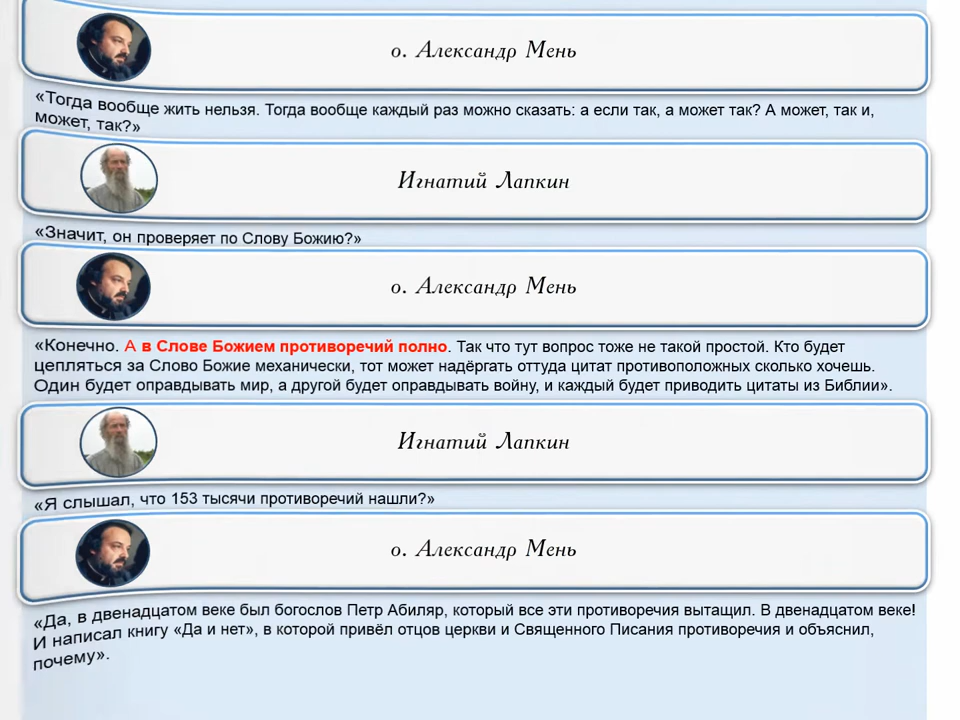 о. Александр Мень
«Тогда вообще жить нельзя. Тогда вообще каждый раз можно сказать: а если так, а может так? А может, так и,
может, так?»
Игнатий Лапкин
«Значит, он проверяет по Слову Божию?»
о. Александр Мень
«Конечно. А в Слове Божием противоречий полно. Так что тут вопрос тоже не такой простой. Кто будет
цепляться за Слово Божие механически, тот может надёргать оттуда цитат противоположных сколько хочешь.
Один будет оправдывать мир, а другой будет оправдывать войну, и каждый будет приводить цитаты из Библии».
Игнатий Лапкин
«Я слышал, что 153 тысячи противоречий нашли?»
о. Александр Мень
«Да, в двенадцатом веке был богослов Петр Абиляр, который все эти противоречия вытащил. В двенадцатом веке!
И написал книгу «Да и нет», в которой привёл отцов церкви и Священного Писания противоречия и объяснил,
почему».